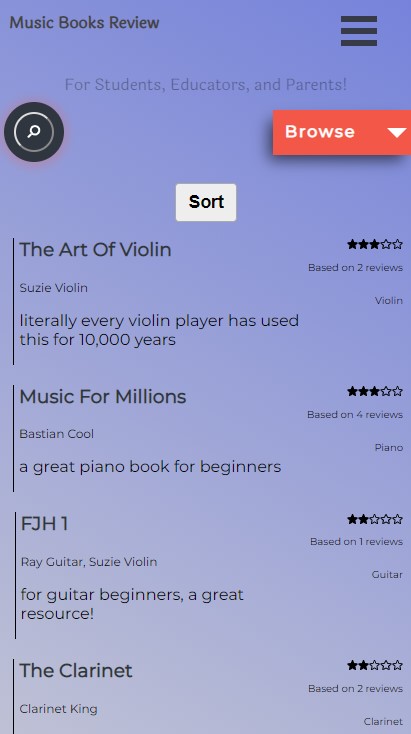 Music Books Review
For Students, Educators, and Parents!
Browse
Sort
The Art Of Violin
Based on 2 reviews
Suzie Violin
Violin
literally every violin player has used
this for 10,000 years
Music For Millions
Based on 4 reviews
Bastian Cool
Piano
a great piano book for beginners
FJH 1
Based on 1 reviews
Ray Guitar, Suzie Violin
Guitar
for guitar beginners, a great
resource!
The Clarinet
Based on 2 reviews
Clarinet King
Clarinet